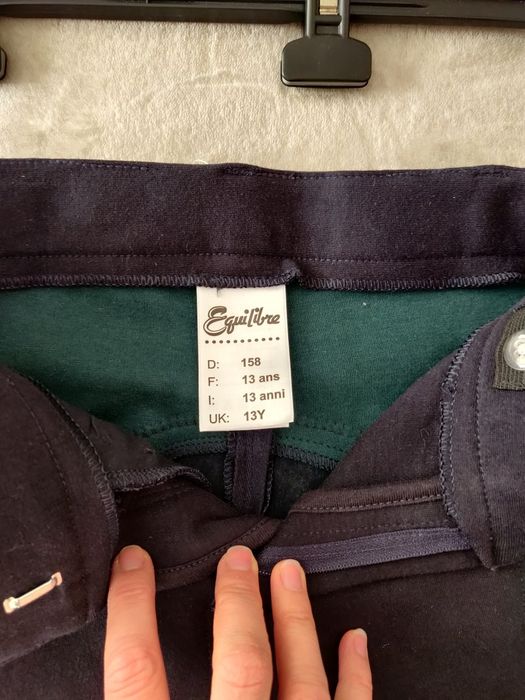 Equilibre
D: 158
F: 13 ans
I: 13 anni
UK: 13Y